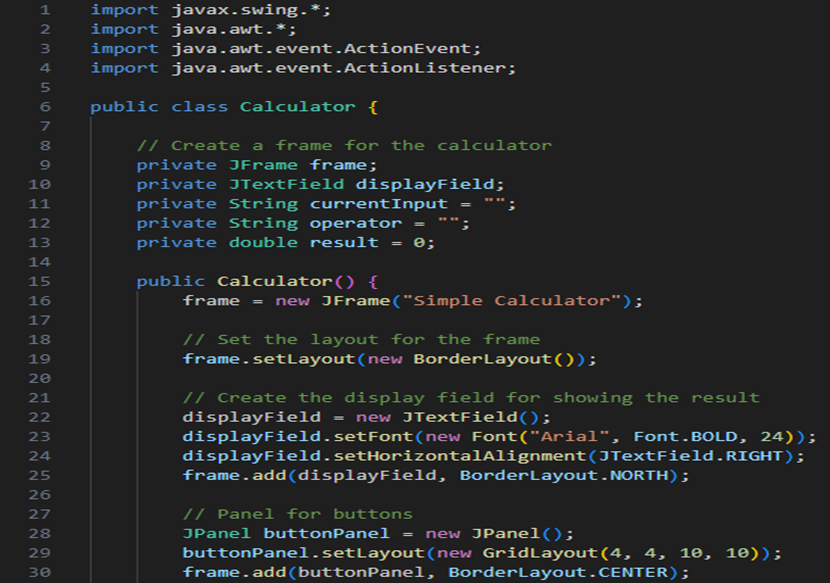 1 import javax.swing.*;
2 import java.awt.*;
3 import java.awt.event.ActionEvent;
4 import java.awt.event.ActionListener;
5
6 public class Calculator {
7
8 // Create a frame for the calculator
9 private JFrame frame;
10 private JTextField displayField;
11 private String currentInput = "";
12 private String operator = "";
13 private double result = 0;
14
15 public Calculator() {
16 frame = new JFrame("Simple Calculator");
17
18 // Set the layout for the frame
19 frame.setLayout(new BorderLayout());
20
21 // Create the display field for showing the result
22 displayField = new JTextField();
23 displayField.setFont(new Font("Arial", Font.BOLD, 24));
24 displayField.setHorizontalAlignment(JTextField.RIGHT);
25 frame.add(displayField, BorderLayout.NORTH);
26
27 // Panel for buttons
28 JPanel buttonPanel = new JPanel();
29 buttonPanel.setLayout(new GridLayout(4, 4, 10, 10));
30 frame.add(buttonPanel, BorderLayout.CENTER);